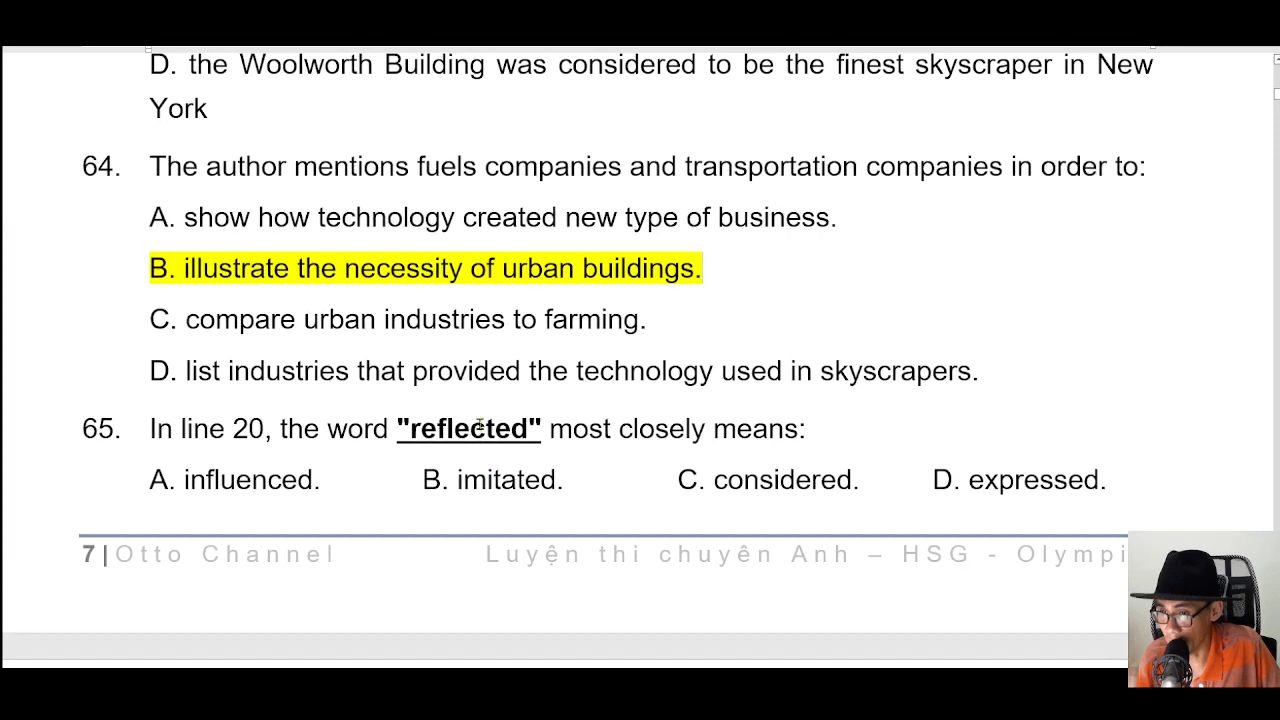 D. the Woolworth Building was considered to be the finest skyscraper in New
York
64. The author mentions fuels companies and transportation companies in order to:
A. show how technology created new type of business.
B. illustrate the necessity of urban buildings.
C. compare urban industries to farming.
D. list industries that provided the technology used in skyscrapers.
65. In line 20, the word "reflected" most closely means:
A. influenced. B. imitated. C. considered. D. expressed.
7 | Otto Channel Luyện thi chuyên Anh – HSG - Olympi